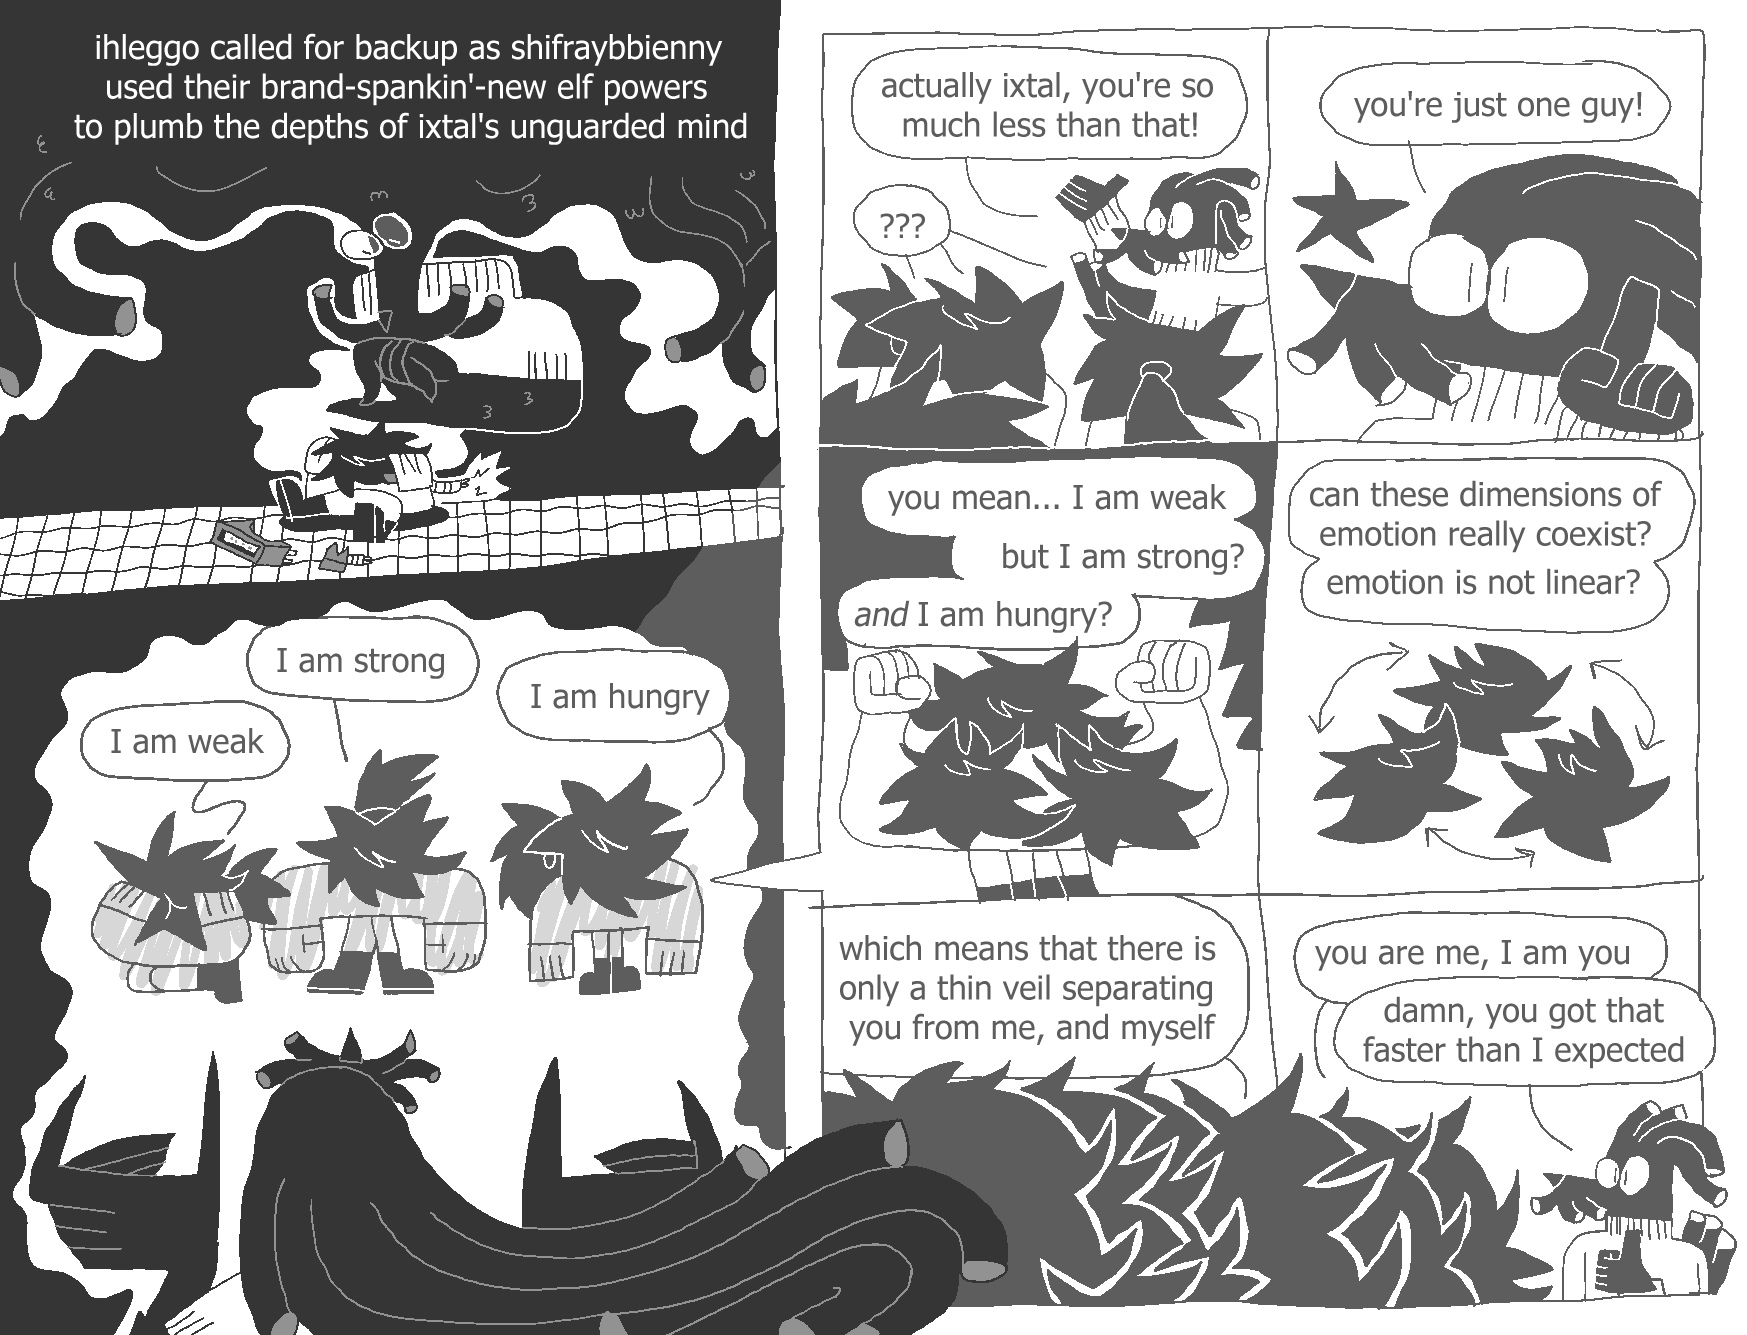 ihleggo called for backup as shifraybbienny
used their brand-spankin'-new elf powers
to plumb the depths of ixtal's unguarded mind
I am weak
I am strong
I am hungry
actually ixtal, you're so
much less than that!
???
you're just one guy!
you mean... I am weak
but I am strong?
and I am hungry?
can these dimensions of
emotion really coexist?
emotion is not linear?
which means that there is
only a thin veil separating
you from me, and myself
you are me, I am you
damn, you got that
faster than I expected